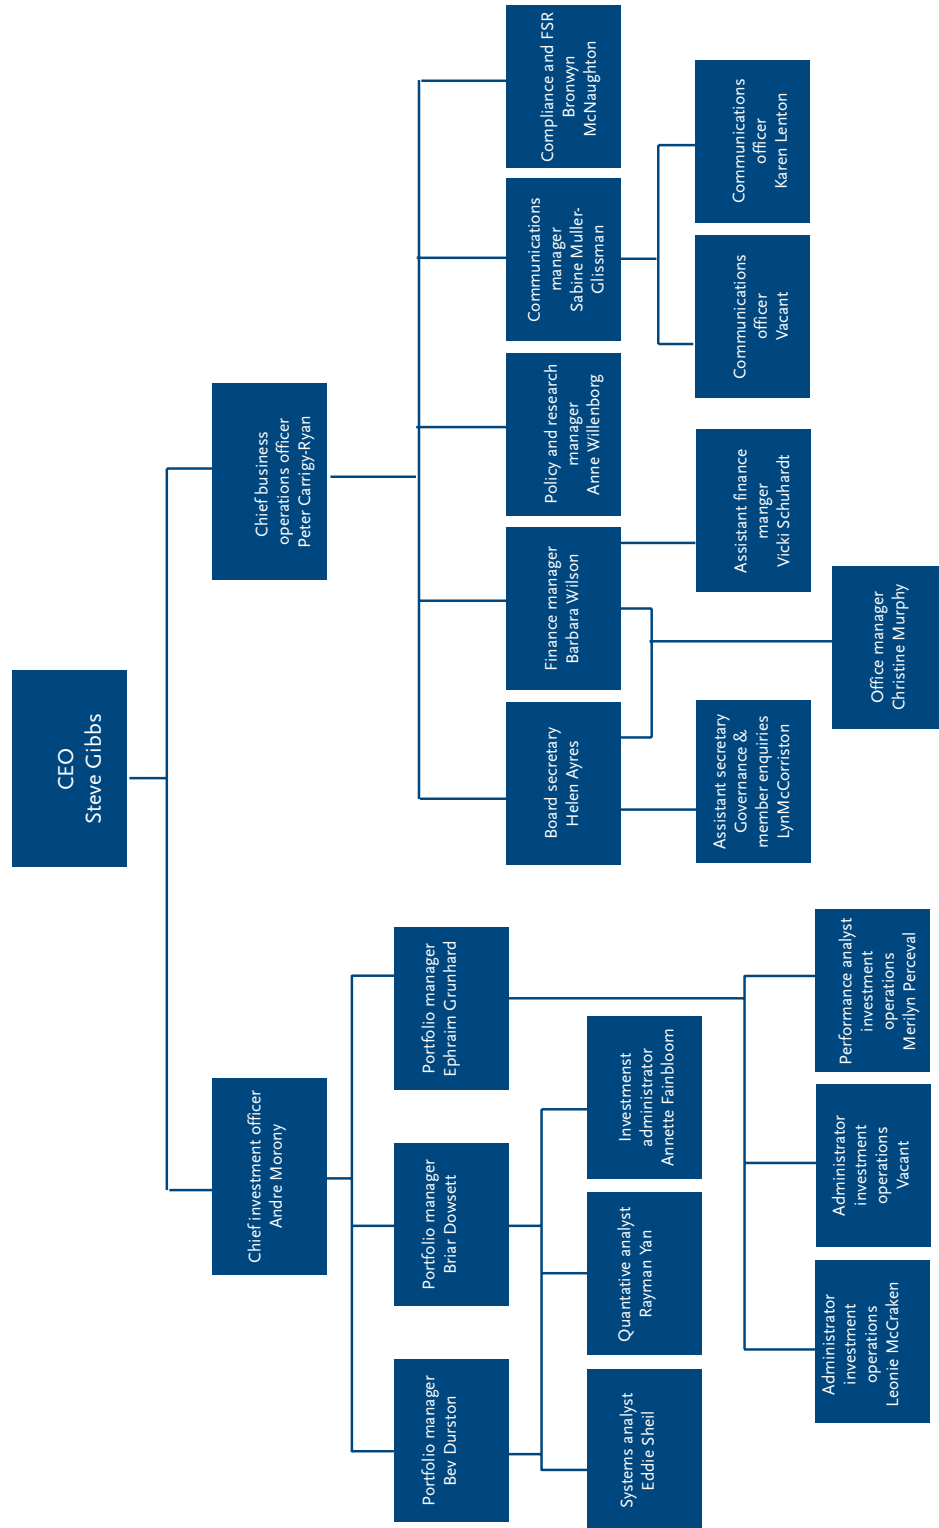 CEO
Steve Gibbs
Chief investment officer
Andre Morony
Chief business
operations officer
Peter Carrigy-Ryan
Portfolio manager
Bev Durston
Portfolio manager
Briar Dowsett
Portfolio manager
Ephraim Grunhard
Systems analyst
Eddie Sheil
Quantative analyst
Rayman Yan
Investmenst
administrator
Annette Fainbloom
Administrator
investment
operations
Leonie McCraken
Administrator
investment
operations
Vacant
Performance analyst
investment
operations
Merilyn Perceval
Board secretary
Helen Ayres
Finance manager
Barbara Wilson
Policy and research
manager
Anne Willenborg
Communications
manager
Sabine Muller-
Glissman
Compliance and FSR
Bronwyn
McNaughton
Assistant secretary
Governance &
member enquiries
LynMcCorriston
Assistant finance
manger
Vicki Schuhardt
Communications
officer
Vacant
Communications
officer
Karen Lenton
Office manager
Christine Murphy